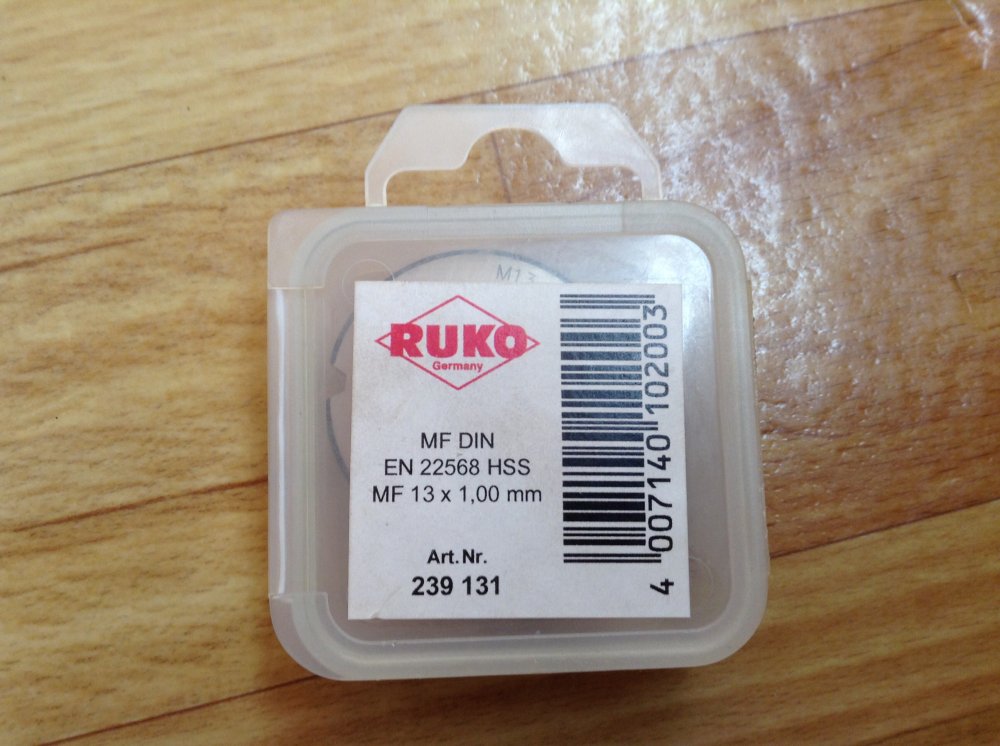 M13
RUKO
Germany
MF DIN
EN 22568 HSS
MF 13 x 1,00 mm
Art.Nr.
239 131
4 007140 102003